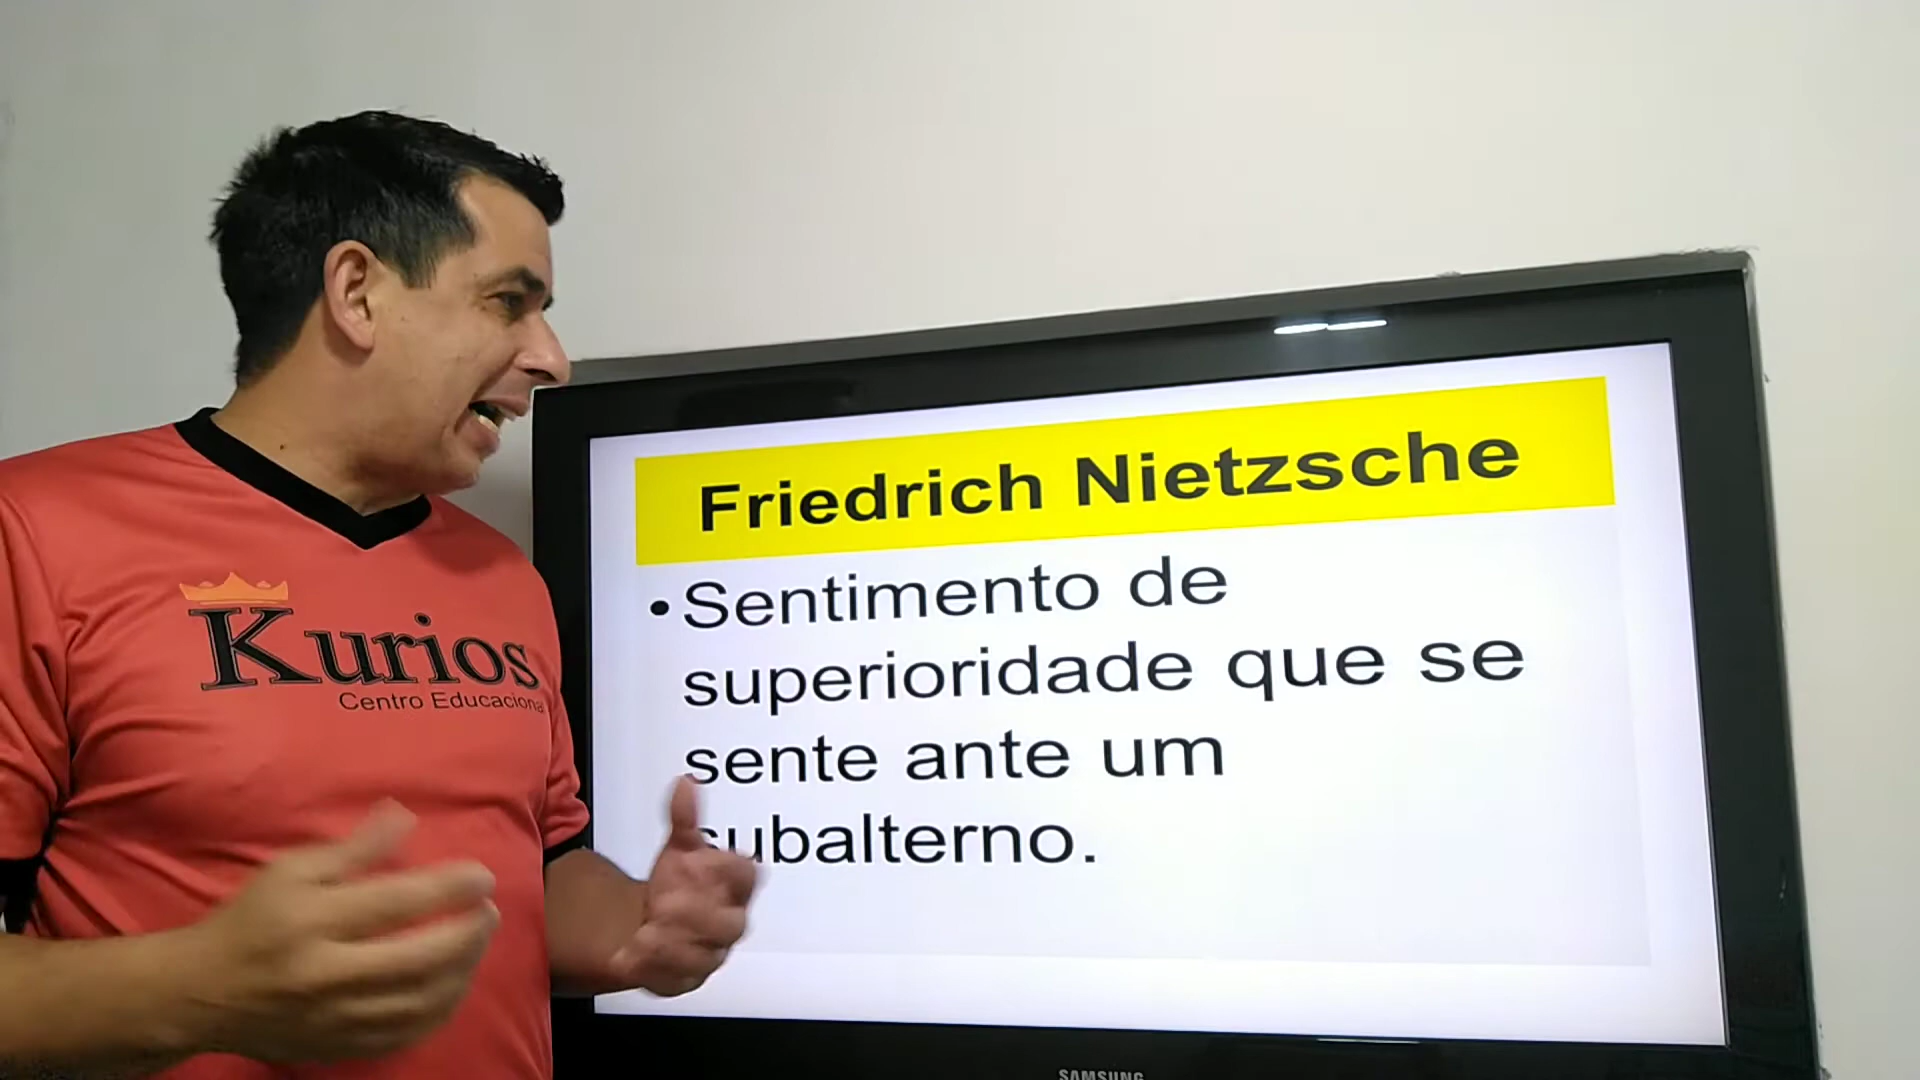 Kurios
Centro Educacional
Friedrich Nietzsche
• Sentimento de
superioridade que se
sente ante um
subalterno.
SAMSUNG